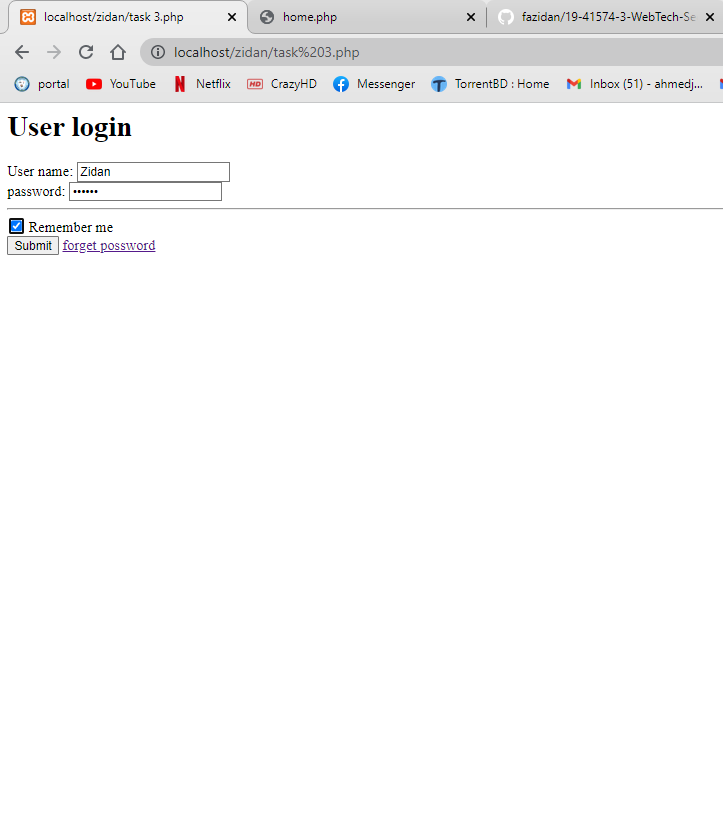 localhost/zidan/task 3.php
home.php
fazidan/19-41574-3-WebTech-Se
localhost/zidan/task%203.php
portal YouTube Netflix HD CrazyHD Messenger TorrentBD : Home Inbox (51) - ahmedj...
User login
User name: Zidan
password: ••••••
Remember me
Submit forget possword